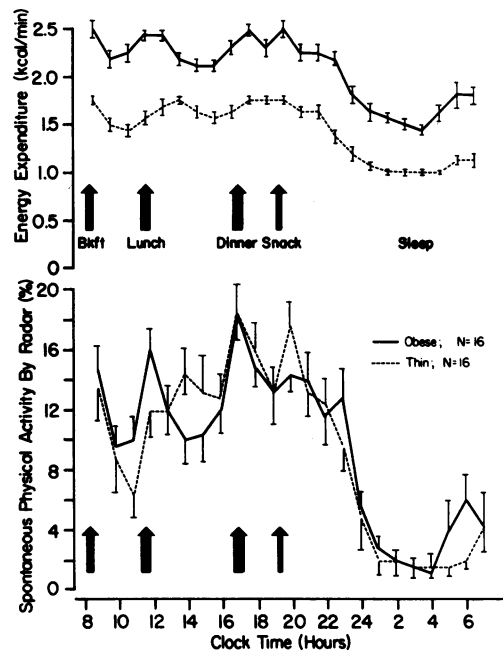 Energy Expenditure (kcal/min)
2.5
2.0
1.5
1.0
0.5
0
Bkft Lunch Dinner Snack Sleep
Spontaneous Physical Activity By Radar (%)
20
16
12
8
4
0
Obese; N=16
Thin; N=16
8 10 12 14 16 18 20 22 24 2 4 6
Clock Time (Hours)